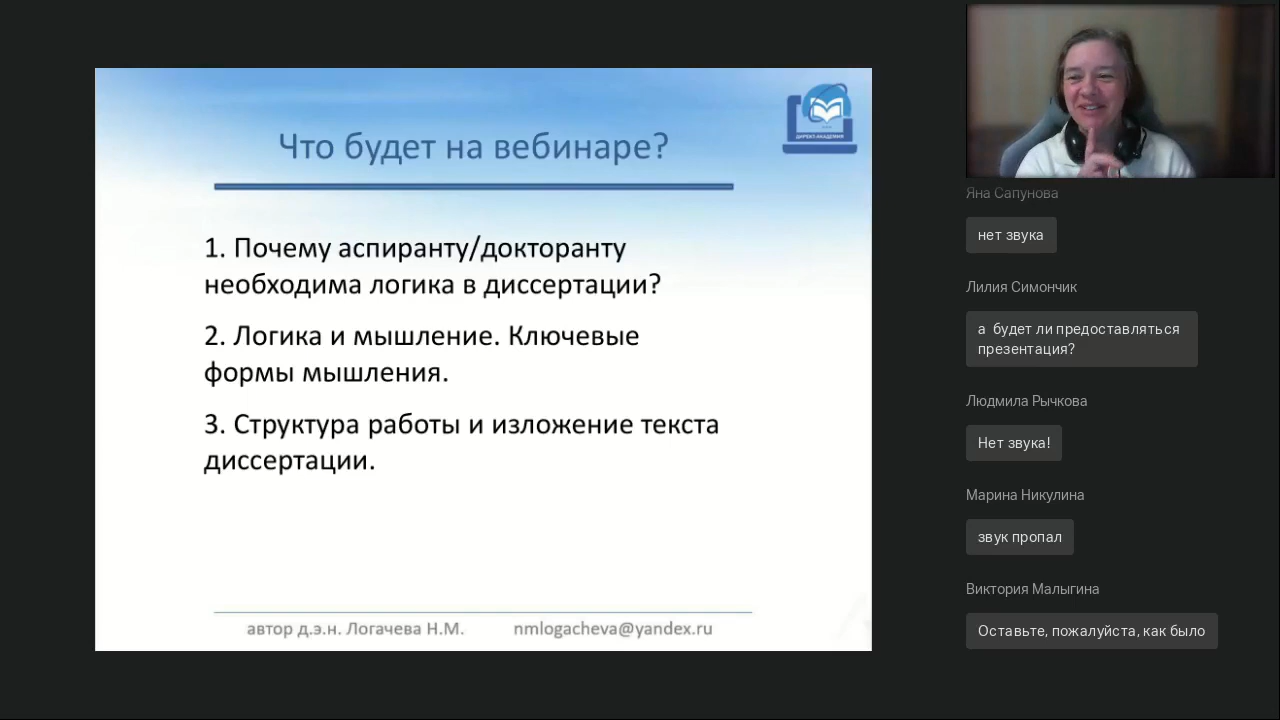 Что будет на вебинаре?
ДИРЕКТ-АКАДЕМИЯ
1. Почему аспиранту/докторанту
необходима логика в диссертации?
2. Логика и мышление. Ключевые
формы мышления.
3. Структура работы и изложение текста
диссертации.
автор д.э.н. Логачева Н.М. nmlogacheva@yandex.ru
Яна Сапунова
нет звука
Лилия Симончик
а будет ли предоставляться
презентация?
Людмила Рычкова
Нет звука!
Марина Никулина
звук пропал
Виктория Малыгина
Оставьте, пожалуйста, как было